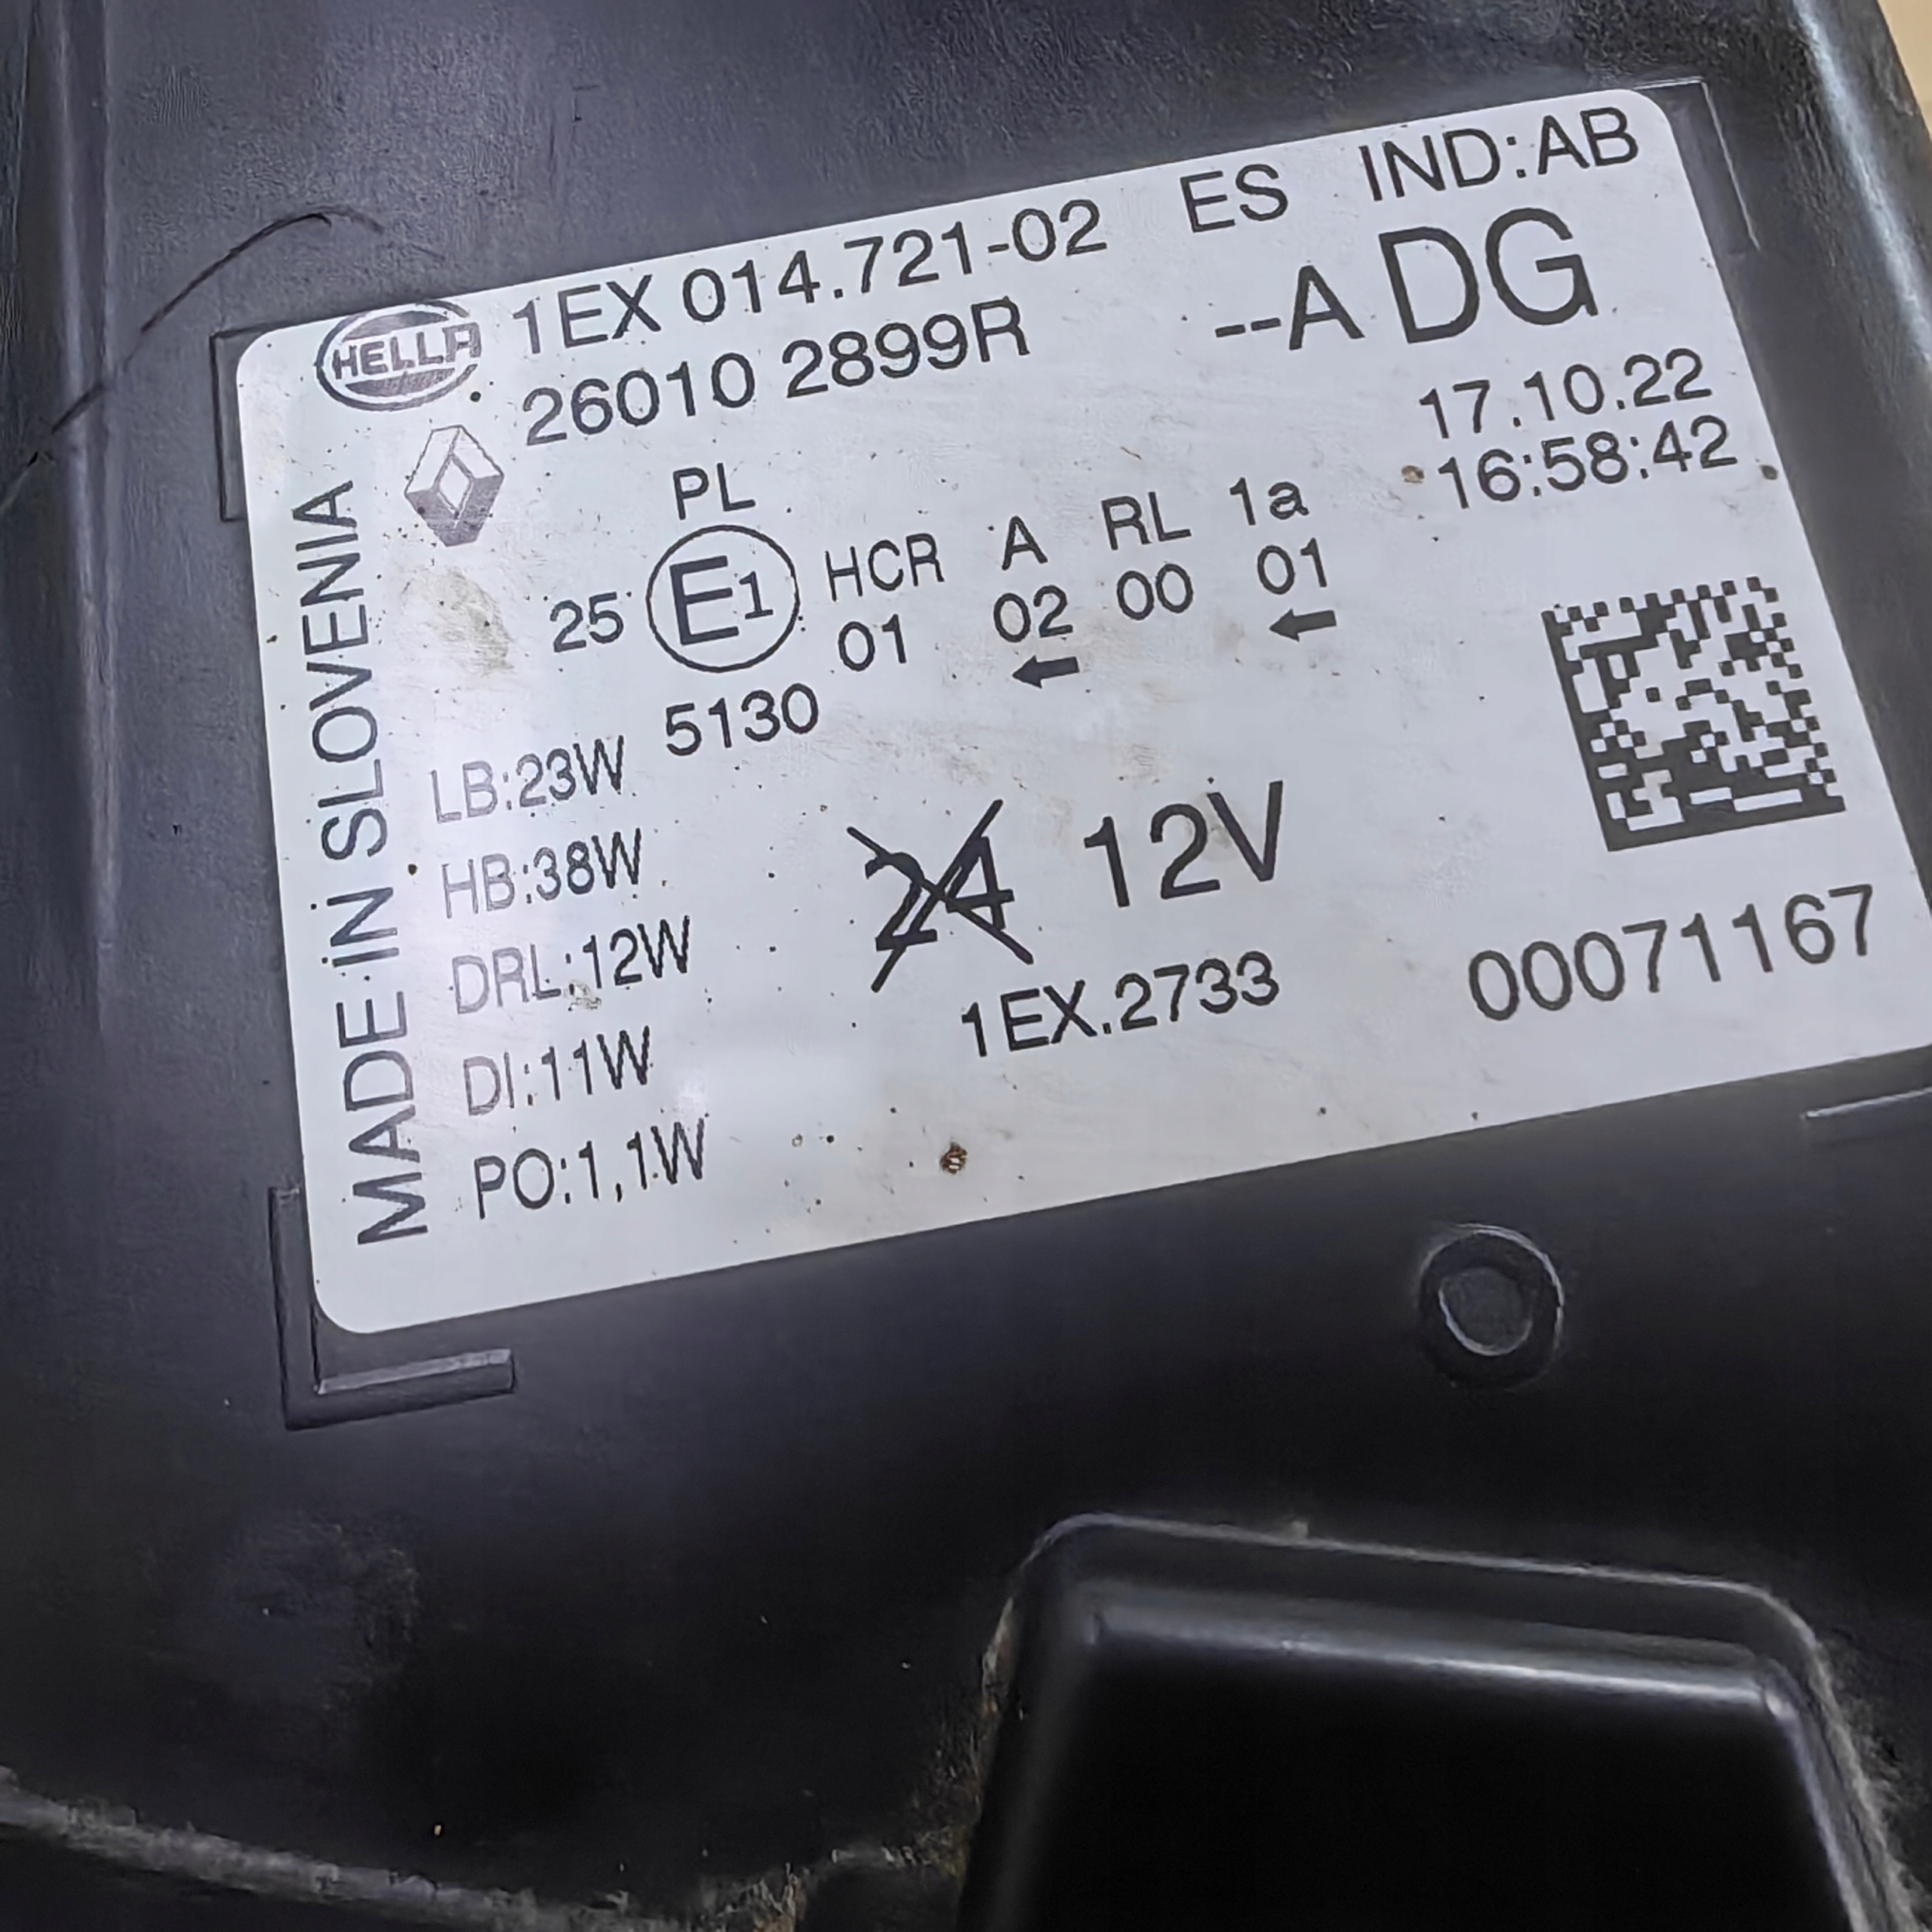 HELLA 1EX 014.721-02 ES IND:AB
26010 2899R --A DG
17.10.22
16:58:42
MADE IN SLOVENIA
PL
25 E1 HCR A RL 1a
01 02 00 01
5130
LB:23W
HB:38W
DRL:12W
DI:11W
PO:1,1W
24 12V
1EX.2733
00071167